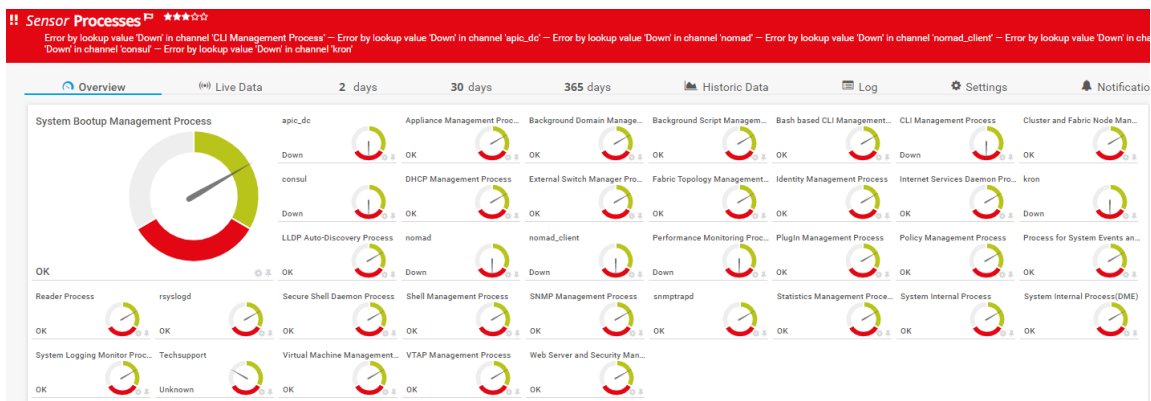 !! Sensor Processes
Error by lookup value 'Down' in channel 'CLI Management Process' — Error by lookup value 'Down' in channel 'apic_dc' — Error by lookup value 'Down' in channel 'nomad' — Error by lookup value 'Down' in channel 'nomad_client' — Error by lookup value 'Down' in cha
'Down' in channel 'consul' — Error by lookup value 'Down' in channel 'kron'
Overview Live Data 2 days 30 days 365 days Historic Data Log Settings Notificatio
System Bootup Management Process
OK
apic_dc Appliance Management Proc... Background Domain Manage... Background Script Managem... Bash based CLI Management... CLI Management Process Cluster and Fabric Node Man...
Down OK OK OK OK Down OK
consul DHCP Management Process External Switch Manager Pro... Fabric Topology Management... Identity Management Process Internet Services Daemon Pro... kron
Down OK OK OK OK OK Down
LLDP Auto-Discovery Process nomad nomad_client Performance Monitoring Proc... PlugIn Management Process Policy Management Process Process for System Events an...
OK Down Down Down OK OK OK
Reader Process rsyslogd Secure Shell Daemon Process Shell Management Process SNMP Management Process snmptrapd Statistics Management Proce... System Internal Process System Internal Process(DME)
OK OK OK OK OK OK OK OK OK
System Logging Monitor Proc... Techsupport Virtual Machine Management... VTAP Management Process Web Server and Security Man...
OK Unknown OK OK OK